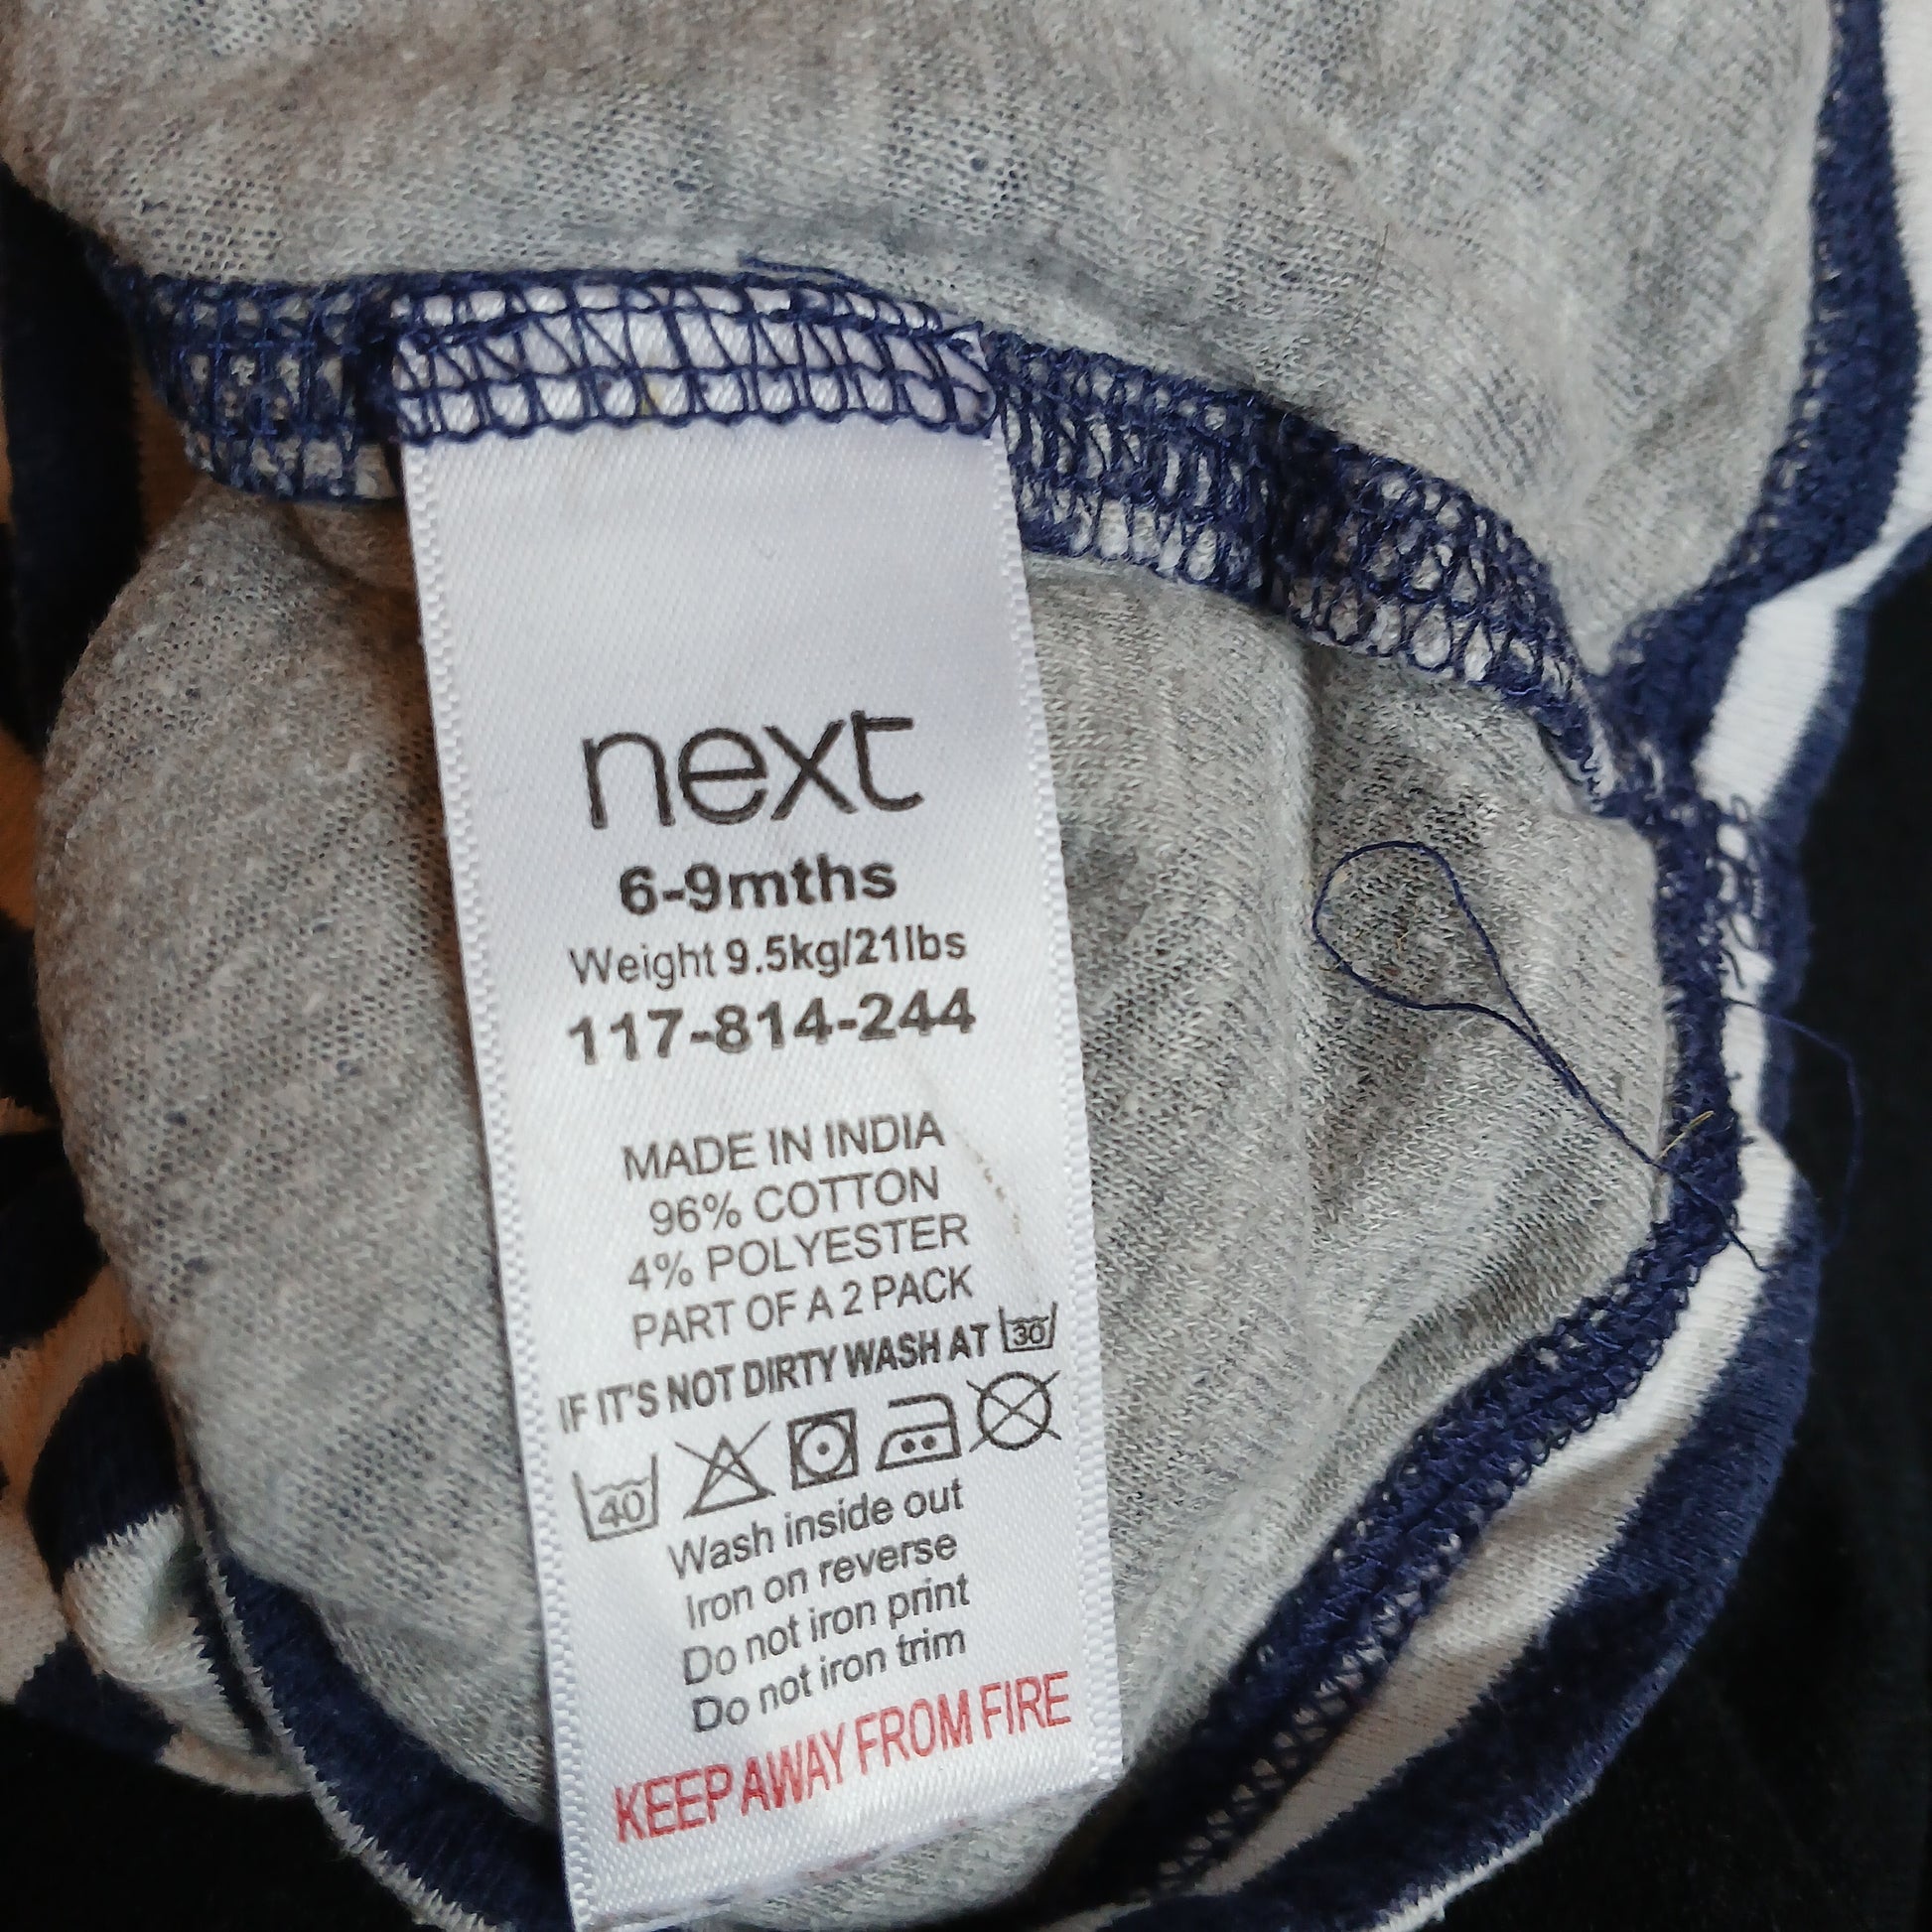 next
6-9mths
Weight 9.5kg/21lbs
117-814-244
MADE IN INDIA
96% COTTON
4% POLYESTER
PART OF A 2 PACK
IF IT'S NOT DIRTY WASH AT 30
40
Wash inside out
Iron on reverse
Do not iron print
Do not iron trim
KEEP AWAY FROM FIRE